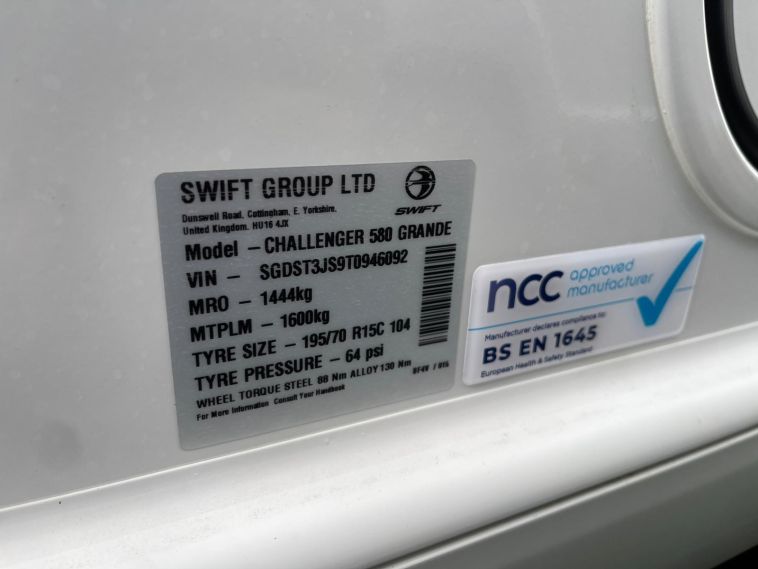 SWIFT GROUP LTD
SWIFT
Dunswell Road, Cottingham, E. Yorkshire,
United Kingdom. HU16 4JX
Model - CHALLENGER 580 GRANDE
VIN - SGDST3JS9T0946092
MRO - 1444kg
MTPLM - 1600kg
TYRE SIZE - 195/70 R15C 104
TYRE PRESSURE - 64 psi
WHEEL TORQUE STEEL 88 Nm ALLOY 130 Nm
For More Information Consult Your Handbook
ncc approved
manufacturer
Manufacturer declares compliance to:
BS EN 1645
European Health & Safety Standard